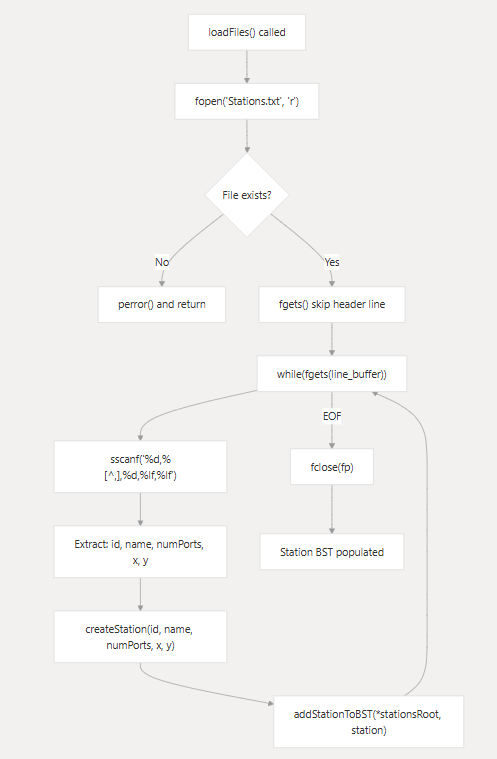 loadFiles() called
fopen('Stations.txt', 'r')
File exists?
No
Yes
perror() and return
fgets() skip header line
while(fgets(line_buffer))
EOF
sscanf('%d,%
[^,],%d,%lf,%lf')
fclose(fp)
Extract: id, name, numPorts,
x, y
Station BST populated
createStation(id, name,
numPorts, x, y)
addStationToBST(*stationsRoot,
station)